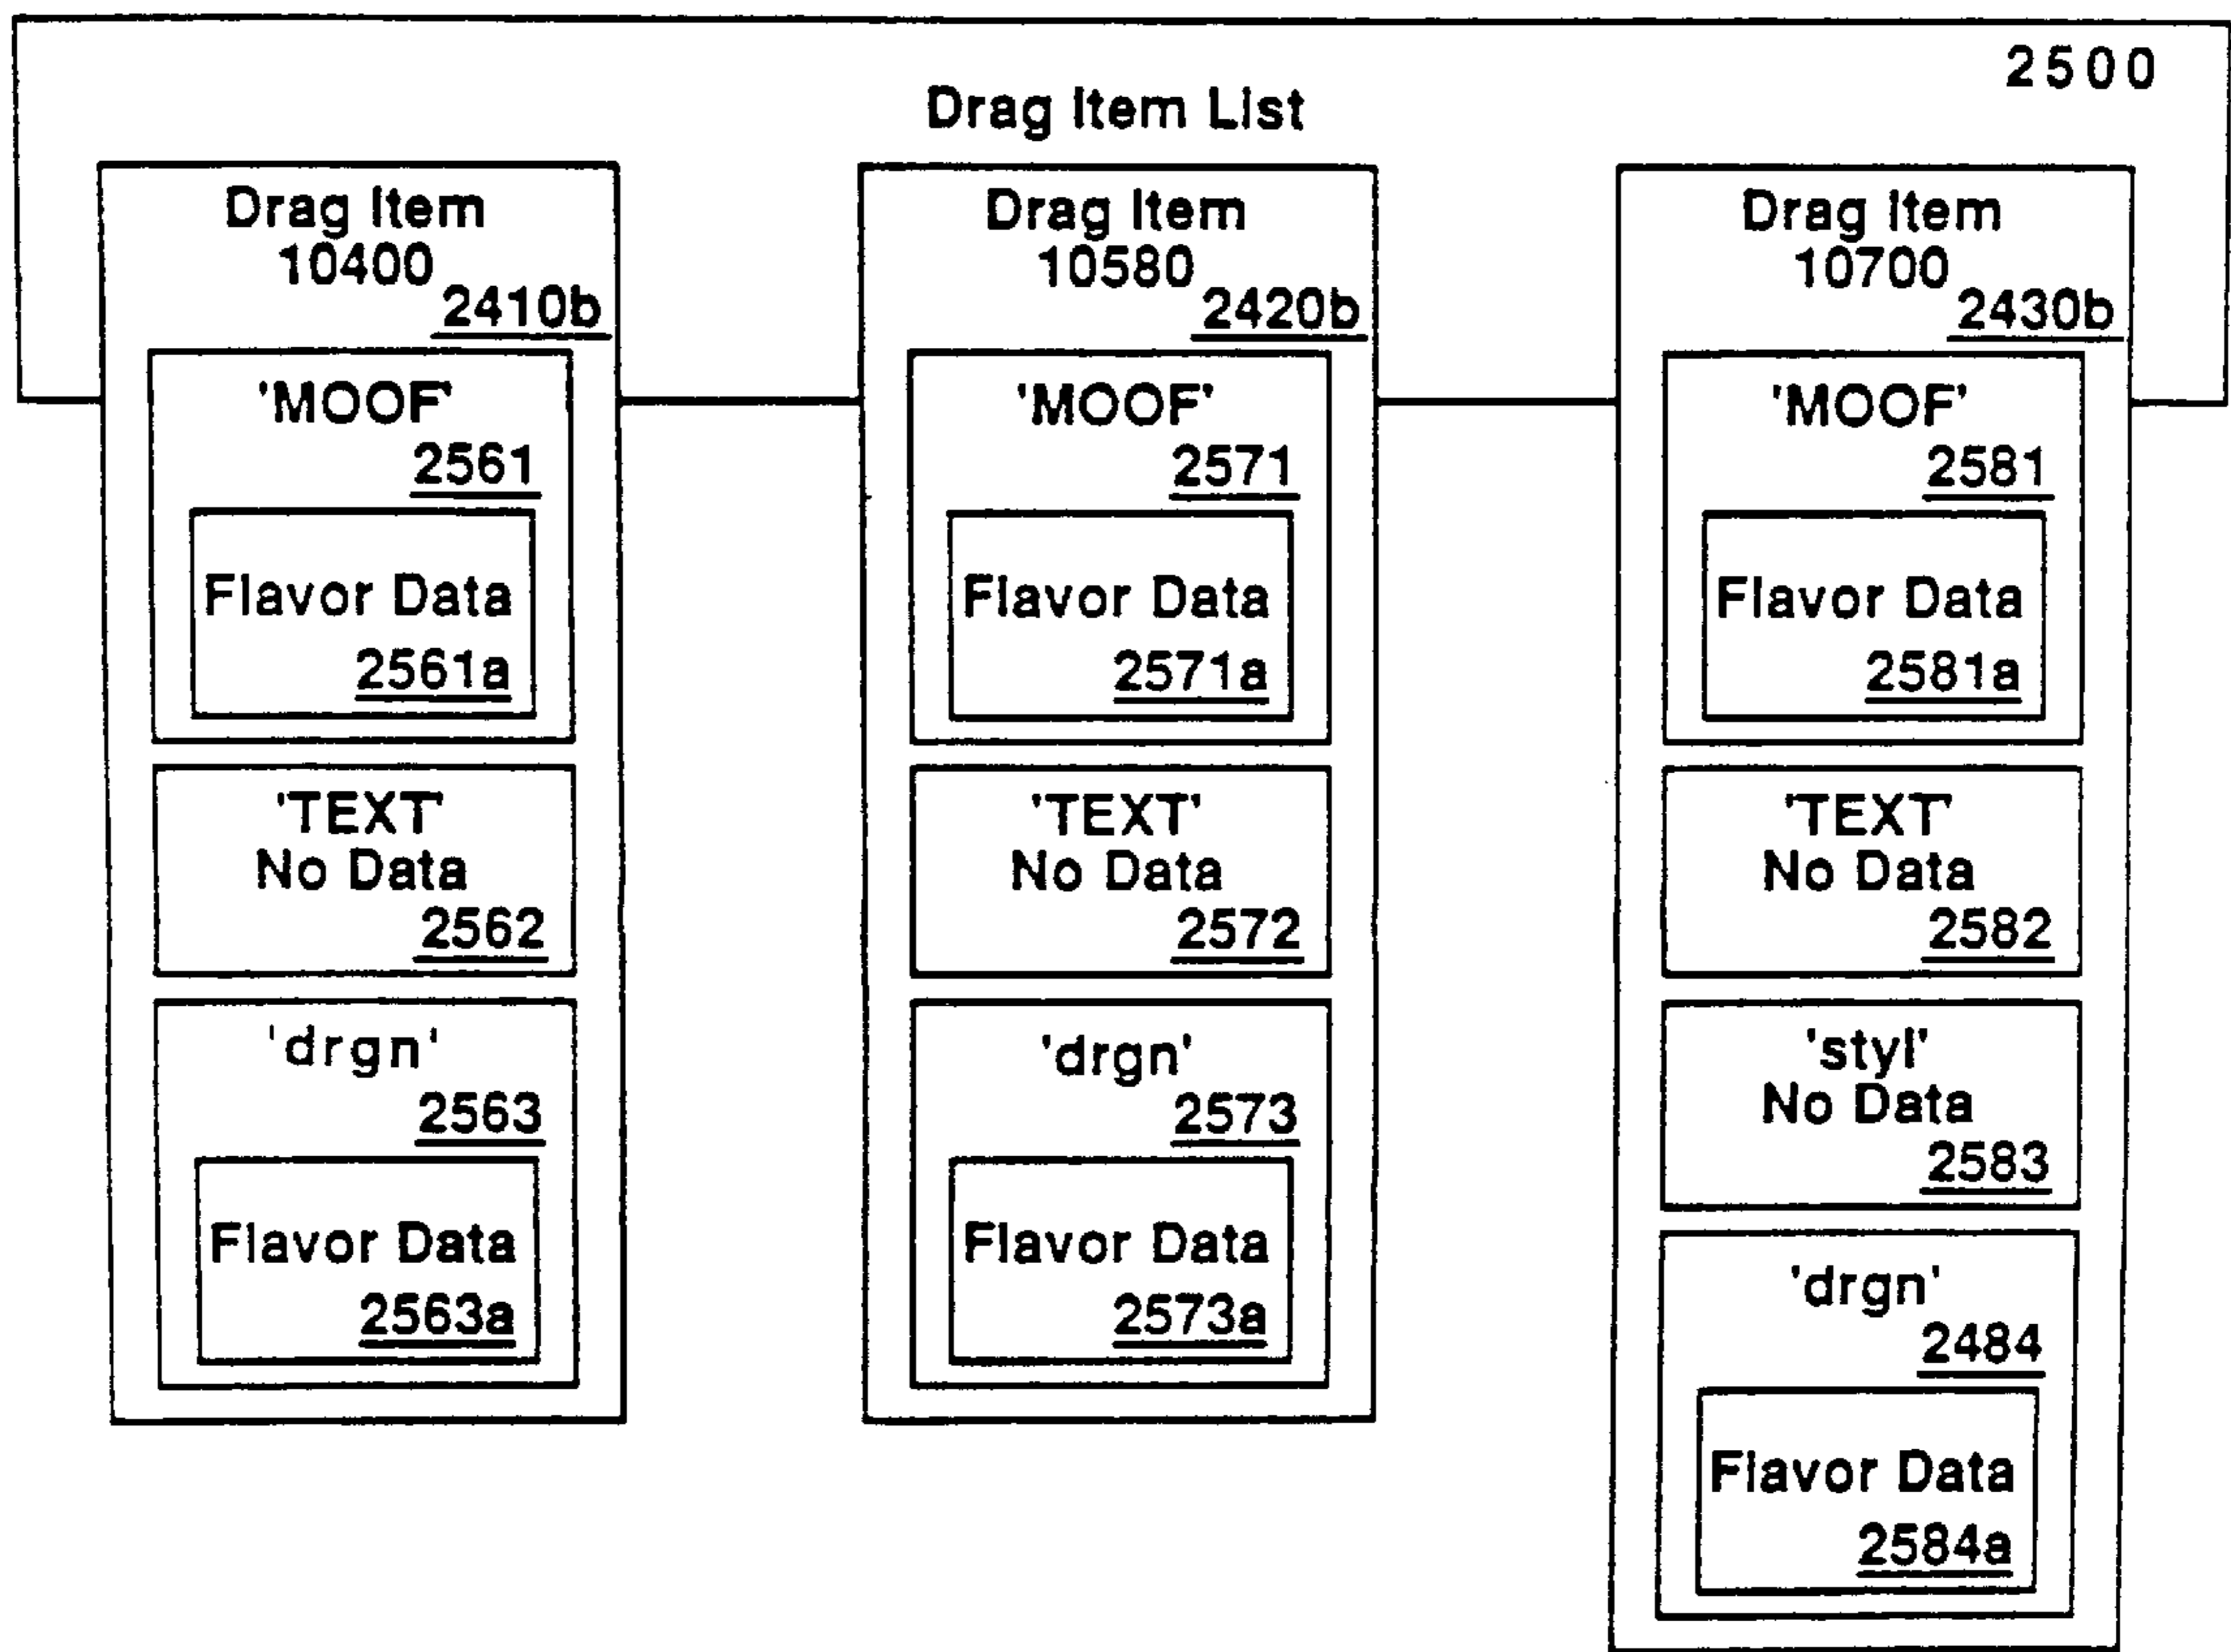 2500
Drag Item List
Drag Item
10400
2410b
'MOOF'
2561
Flavor Data
2561a
'TEXT'
No Data
2562
'drgn'
2563
Flavor Data
2563a
Drag Item
10580
2420b
'MOOF'
2571
Flavor Data
2571a
'TEXT'
No Data
2572
'drgn'
2573
Flavor Data
2573a
Drag Item
10700
2430b
'MOOF'
2581
Flavor Data
2581a
'TEXT'
No Data
2582
'styl'
No Data
2583
'drgn'
2484
Flavor Data
2584a